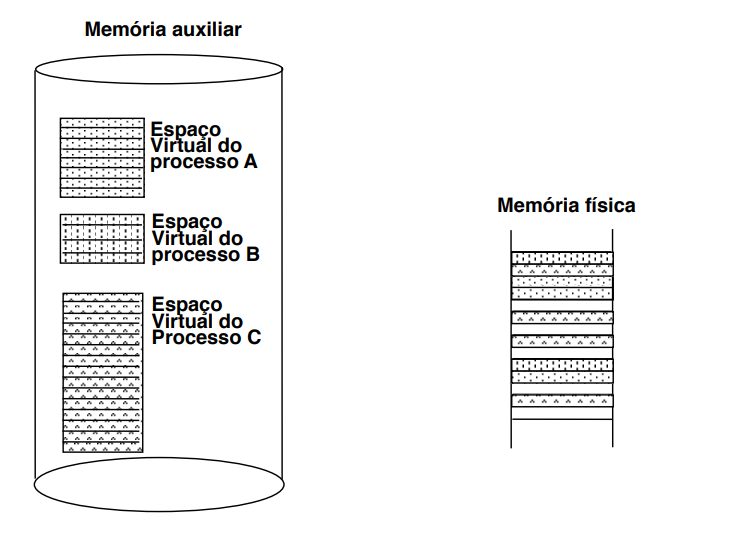 Memória auxiliar
Espaço
Virtual do
processo A
Espaço
Virtual do
processo B
Espaço
Virtual do
Processo C
Memória física